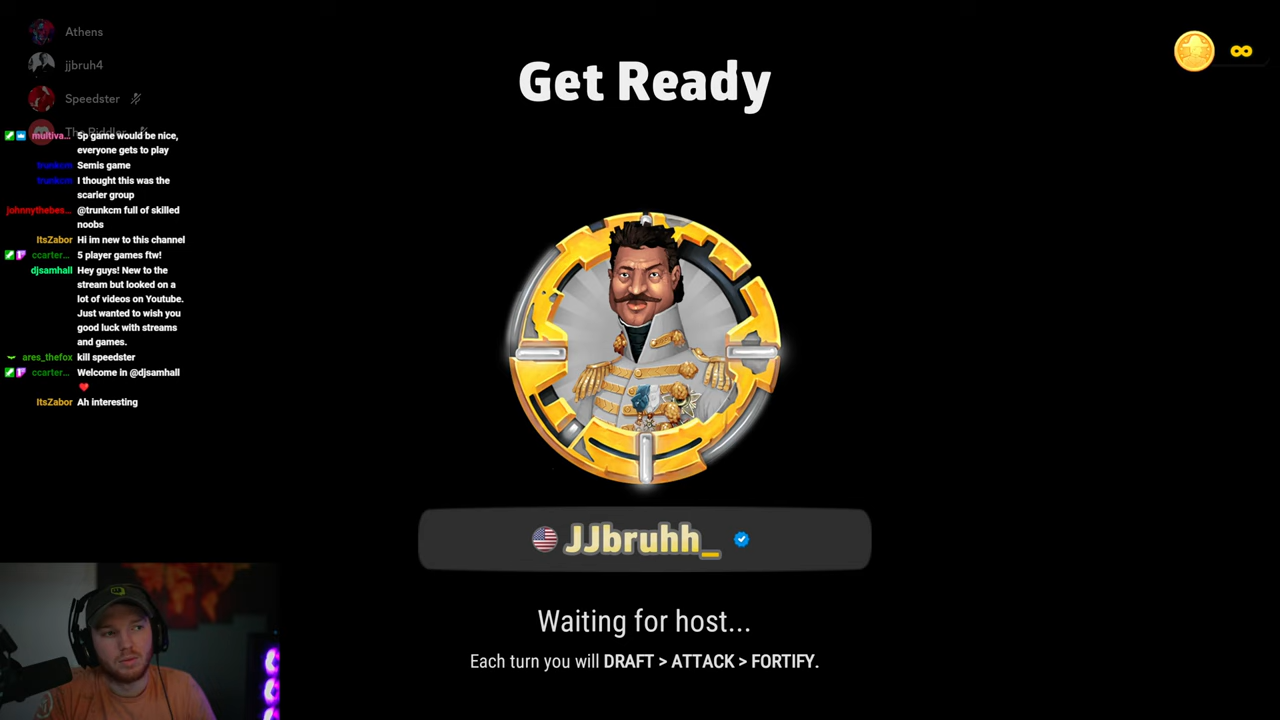 Athens
jjbruh4
Speedster
The Riddler
Get Ready
multiva... 5p game would be nice,
everyone gets to play
trunkcm Semis game
trunkcm I thought this was the
scarier group
johnnythebes... @trunkcm full of skilled
noobs
ItsZabor Hi im new to this channel
ccarter... 5 player games ftw!
djsamhall Hey guys! New to the
stream but looked on a
lot of videos on Youtube.
Just wanted to wish you
good luck with streams
and games.
ares_thefox kill speedster
ccarter... Welcome in @djsamhall
ItsZabor Ah interesting
JJbruhh_
Waiting for host...
Each turn you will DRAFT > ATTACK > FORTIFY.